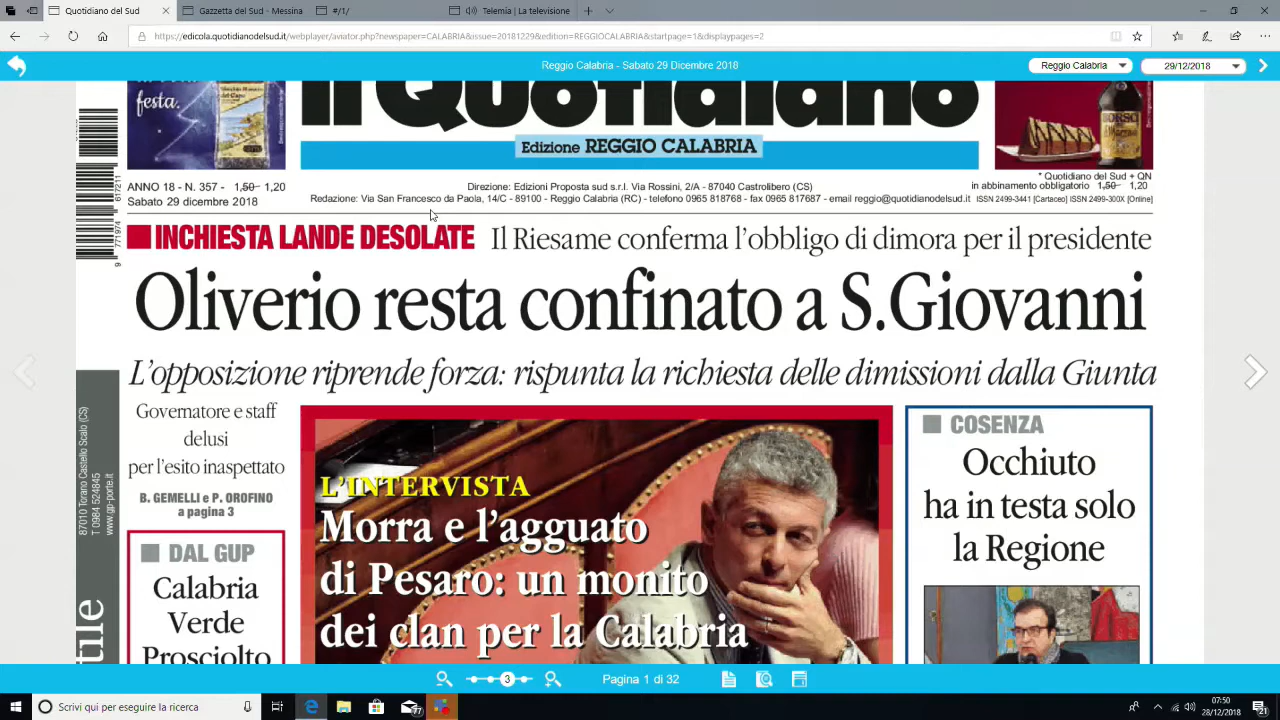 Quotidiano del Sud
Gazzetta del Sud - Messina
#/1/
Telemia | La televisione
https://edicola.quotidianodelsud.it/webplayer/aviator.php?newspaper=CALABRIA&issue=20181229&edition=REGGIOCALABRIA&startpage=1&displaypages=2
Reggio Calabria - Sabato 29 Dicembre 2018
Reggio Calabria
29/12/2018
festa.
il Quotidiano
Edizione REGGIO CALABRIA
ANNO 18 - N. 357 - 1,50 1,20
Sabato 29 dicembre 2018
Direzione: Edizioni Proposta sud s.r.l. Via Rossini, 2/A - 87040 Castrolibero (CS)
Redazione: Via San Francesco da Paola, 14/C - 89100 - Reggio Calabria (RC) - telefono 0965 818768 - fax 0965 817687 - email reggio@quotidianodelsud.it
* Quotidiano del Sud + QN
in abbinamento obbligatorio 1,50 1,20
ISSN 2499-3441 [Cartaceo] ISSN 2499-300X [Online]
9 771974 617211
INCHIESTA LANDE DESOLATE Il Riesame conferma l'obbligo di dimora per il presidente
Oliverio resta confinato a S.Giovanni
L'opposizione riprende forza: rispunta la richiesta delle dimissioni dalla Giunta
Governatore e staff
delusi
per l'esito inaspettato
B. GEMELLI e P. OROFINO
a pagina 3
DAL GUP
Calabria
Verde
Prosciolto
L'INTERVISTA
Morra e l'agguato
di Pesaro: un monito
dei clan per la Calabria
COSENZA
Occhiuto
ha in testa solo
la Regione
87010 Torano Castello Scalo (CS)
T 0984 524845
www.gp-porte.it
tile
3
Pagina 1 di 32
Scrivi qui per eseguire la ricerca
77
07:50
28/12/2018
21